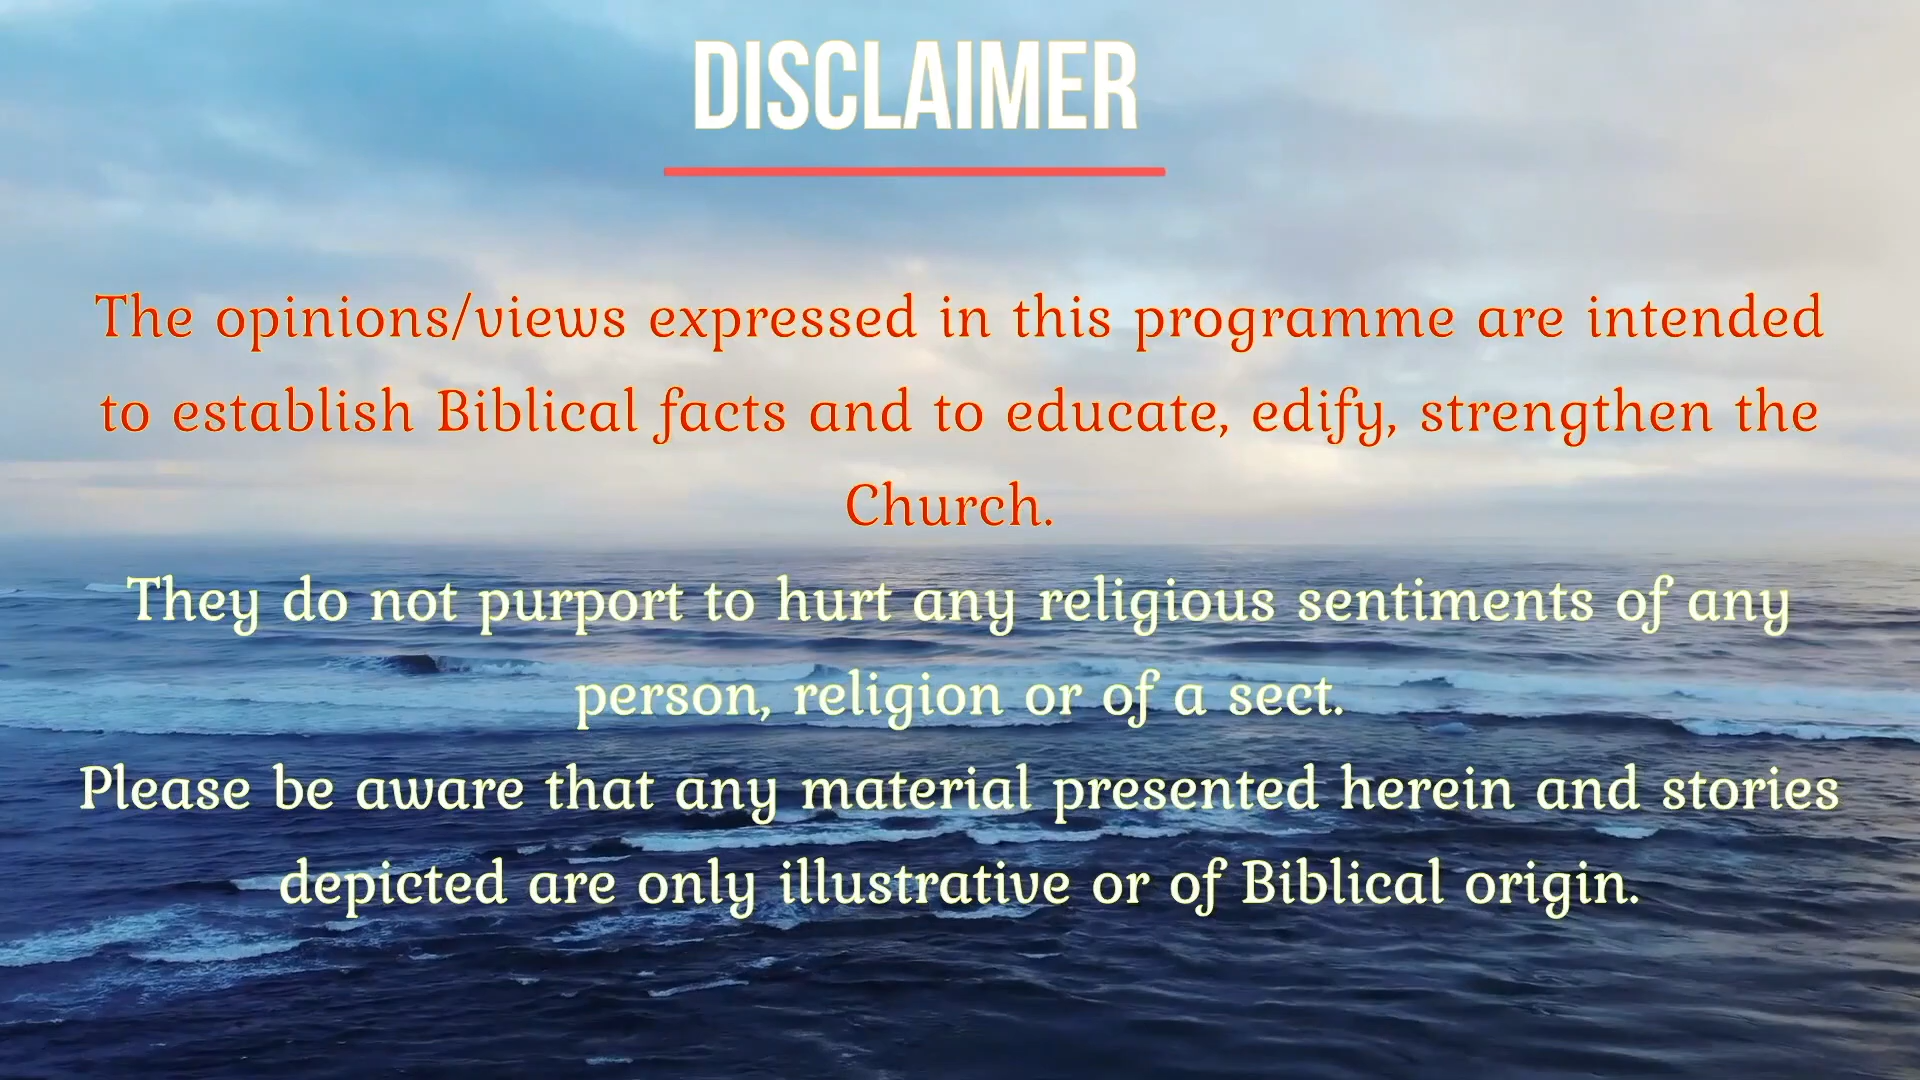 DISCLAIMER
The opinions/views expressed in this programme are intended
to establish Biblical facts and to educate, edify, strengthen the
Church.
They do not purport to hurt any religious sentiments of any
person, religion or of a sect.
Please be aware that any material presented herein and stories
depicted are only illustrative or of Biblical origin.